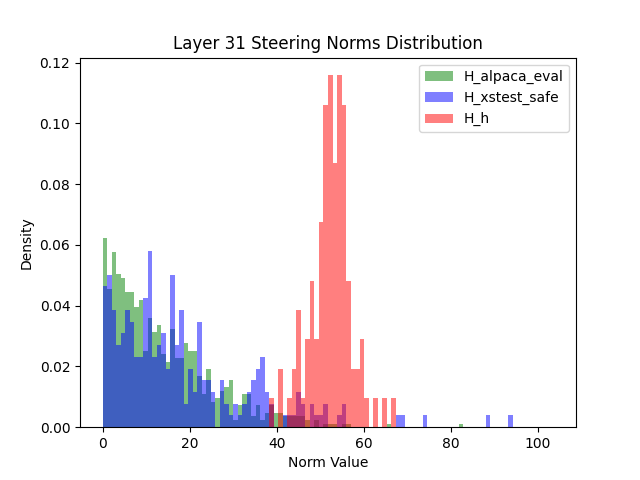 Layer 31 Steering Norms Distribution
H_alpaca_eval
H_xstest_safe
H_h
Density
0.12
0.10
0.08
0.06
0.04
0.02
0.00
0 20 40 60 80 100
Norm Value